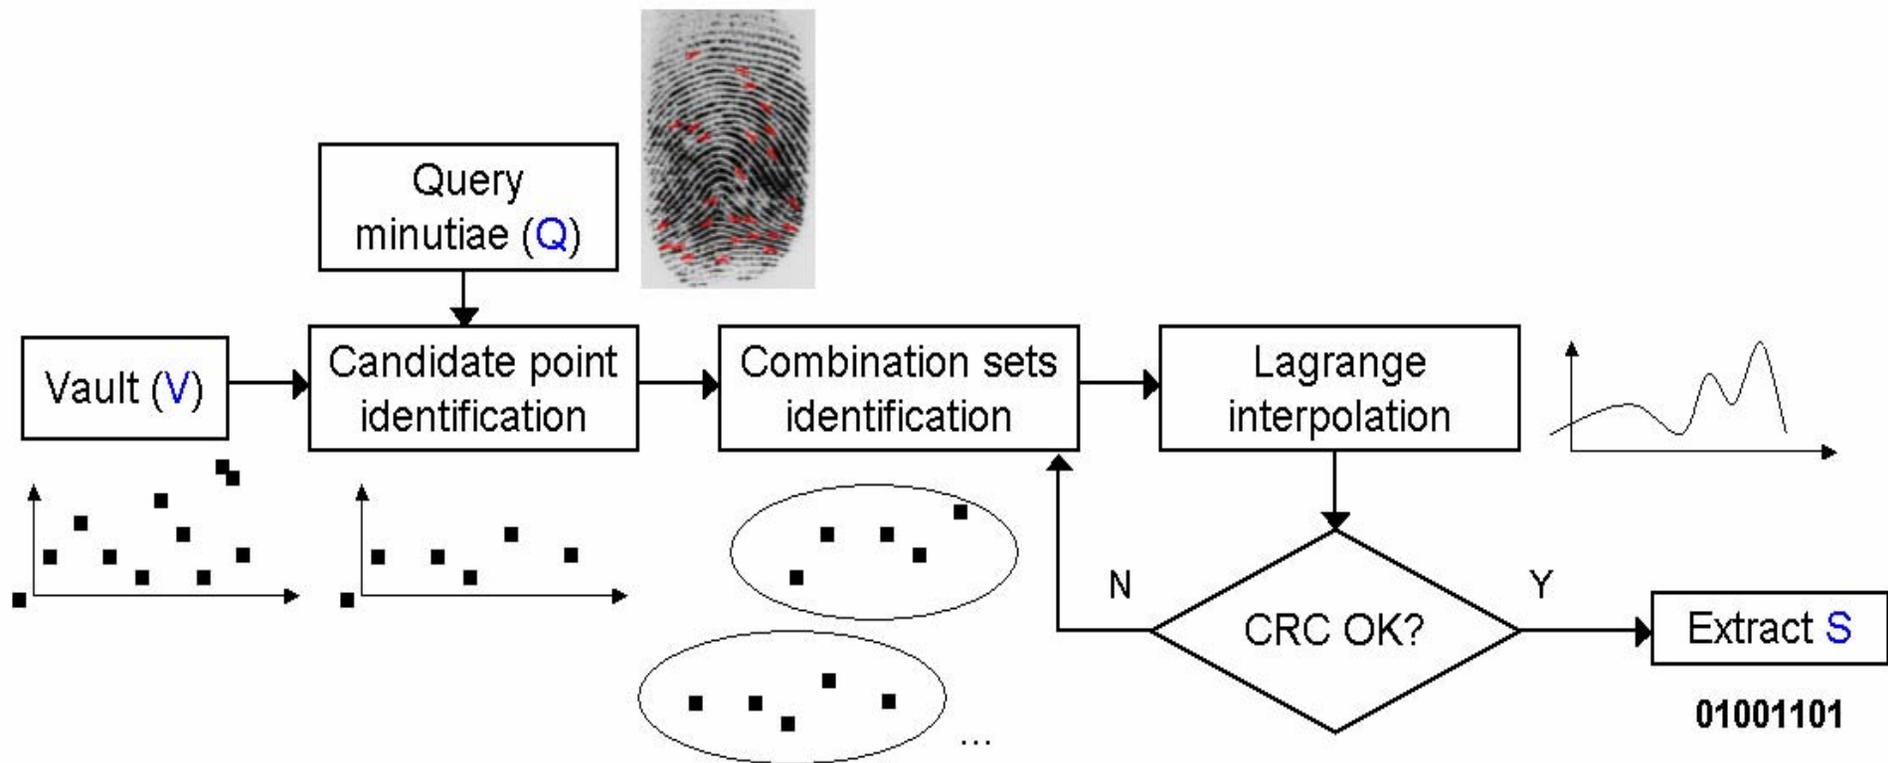 Query
minutiae (Q)
Vault (V)
Candidate point
identification
Combination sets
identification
Lagrange
interpolation
N
Y
CRC OK?
Extract S
01001101
...